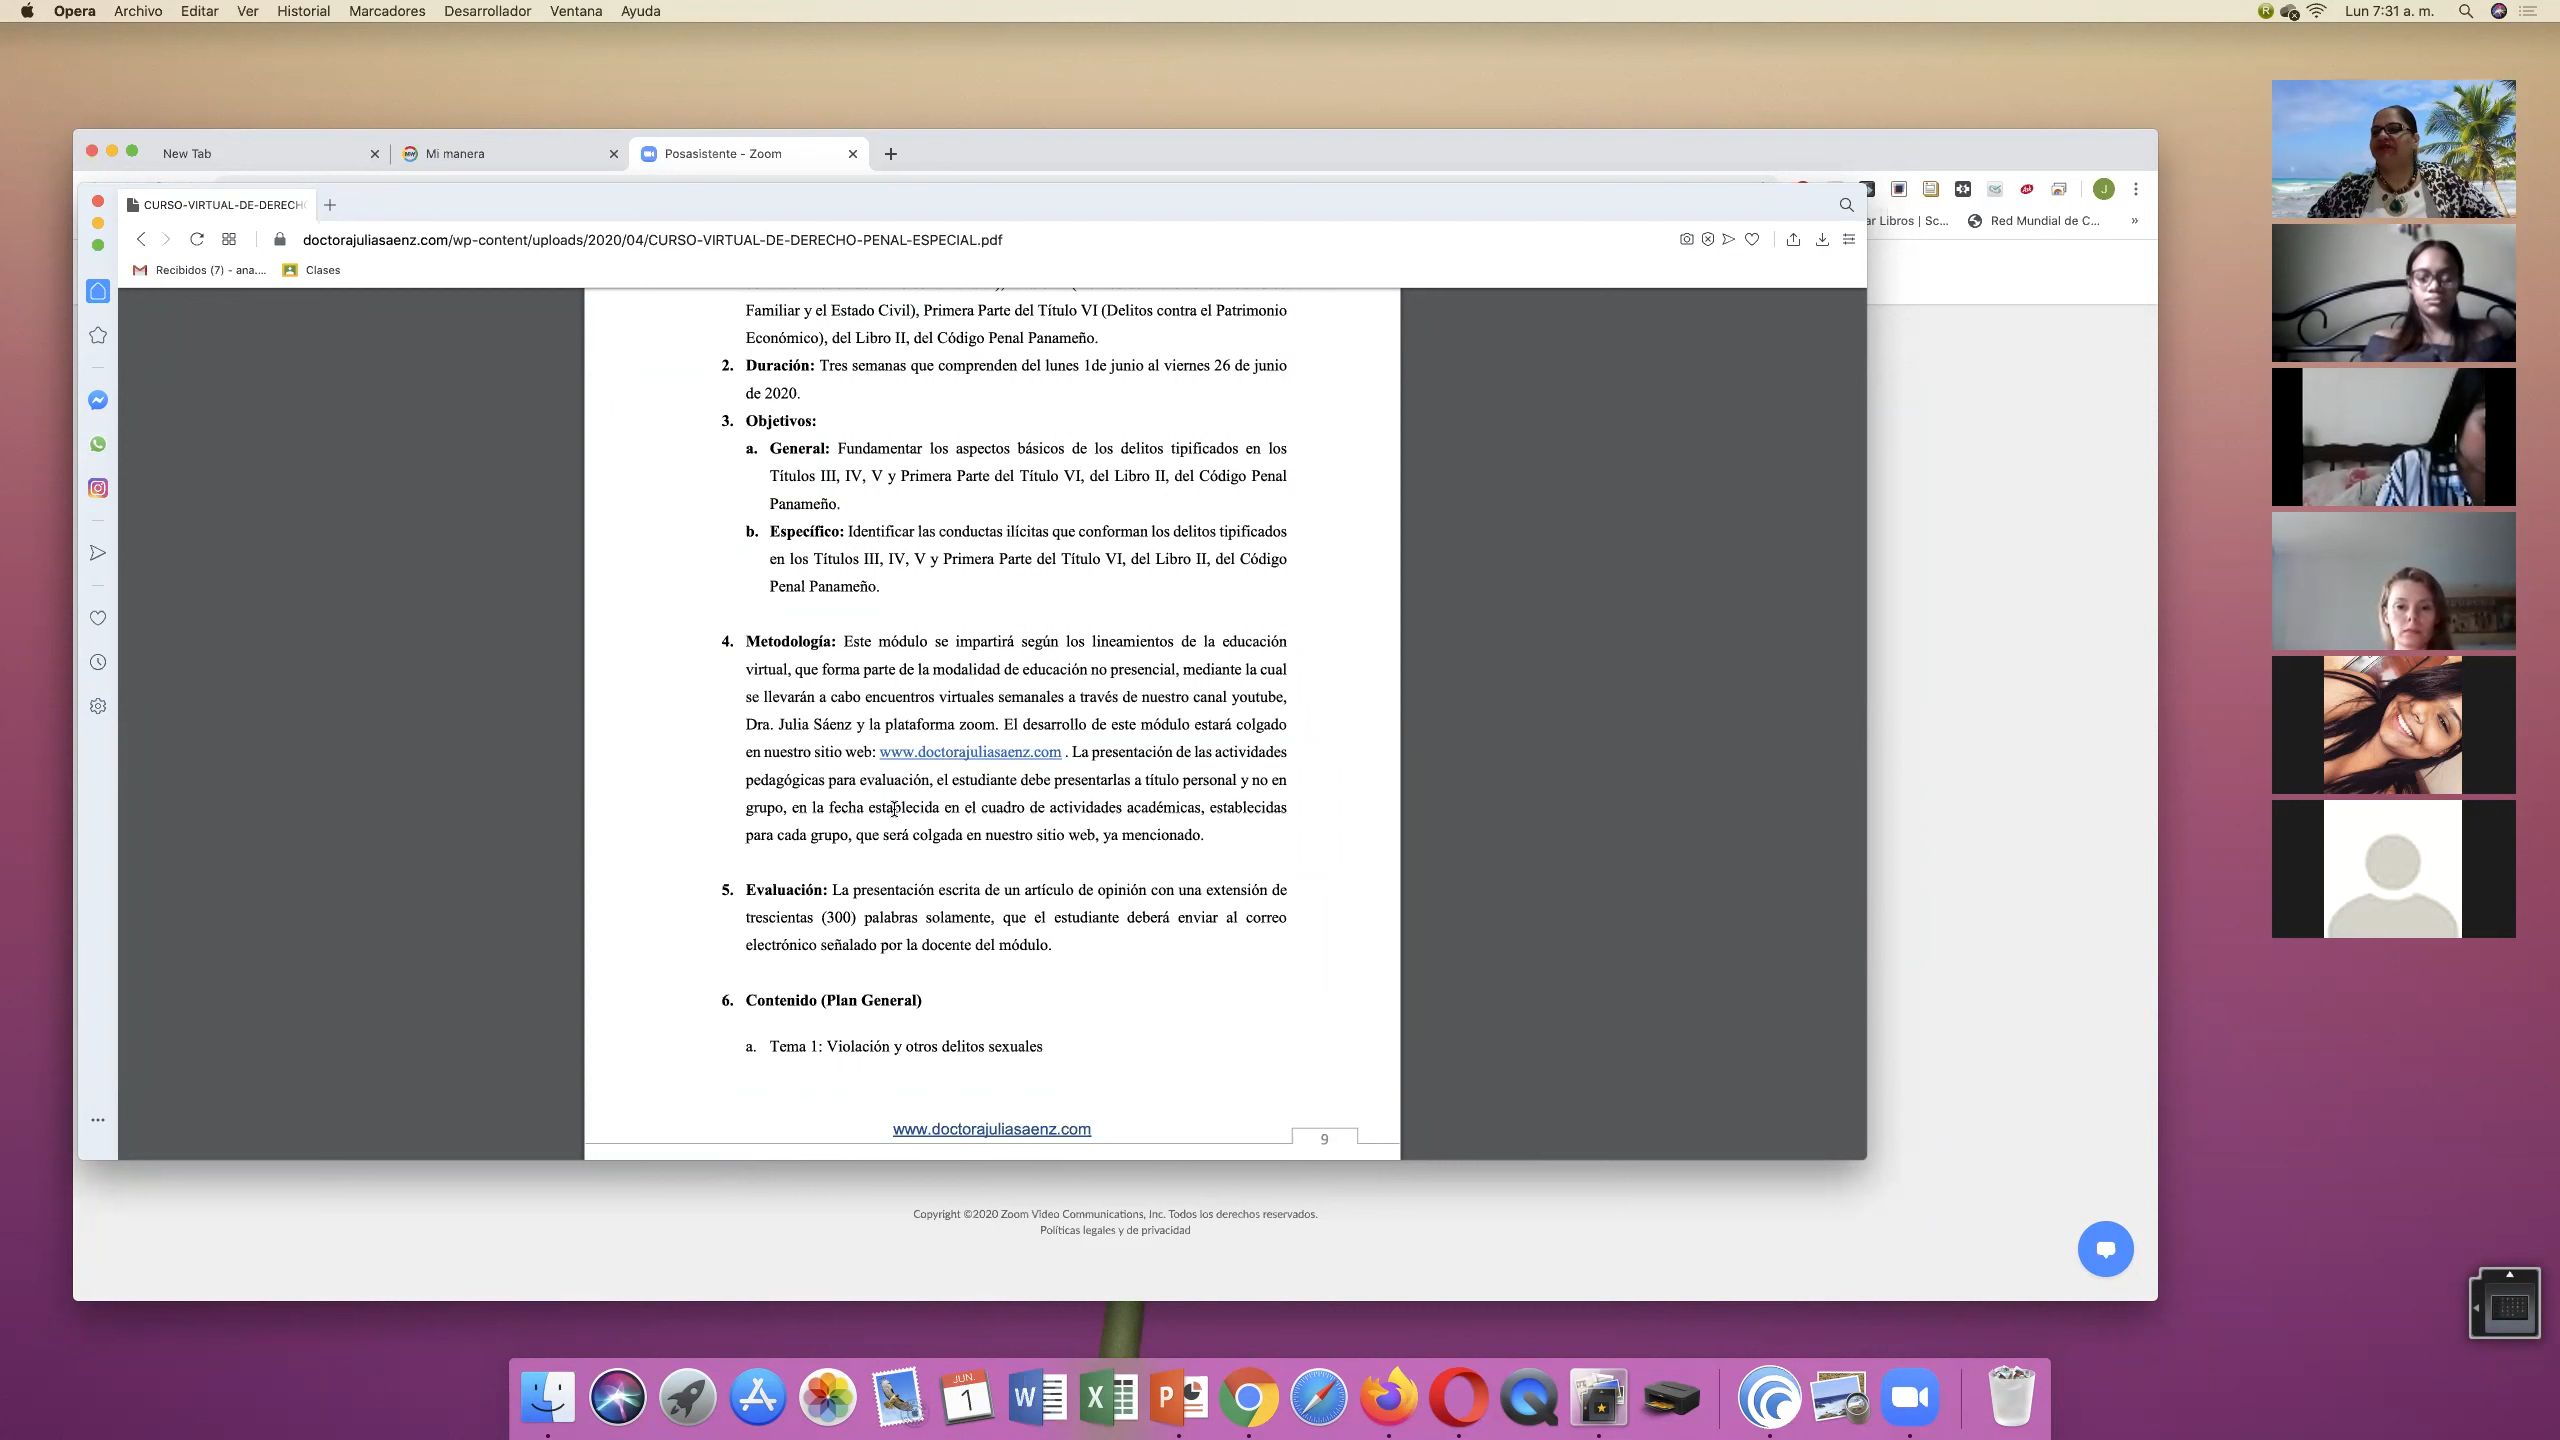 Opera Archivo Editar Ver Historial Marcadores Desarrollador Ventana Ayuda
Lun 7:31 a. m.
New Tab
Mi manera
Posasistente - Zoom
CURSO-VIRTUAL-DE-DERECH
ar Libros | Sc...
Red Mundial de C...
»
doctorajuliasaenz.com/wp-content/uploads/2020/04/CURSO-VIRTUAL-DE-DERECHO-PENAL-ESPECIAL.pdf
Recibidos (7) - ana....
Clases
Familiar y el Estado Civil), Primera Parte del Título VI (Delitos contra el Patrimonio
Económico), del Libro II, del Código Penal Panameño.
2. Duración: Tres semanas que comprenden del lunes 1de junio al viernes 26 de junio
de 2020.
3. Objetivos:
a. General: Fundamentar los aspectos básicos de los delitos tipificados en los
Títulos III, IV, V y Primera Parte del Título VI, del Libro II, del Código Penal
Panameño.
b. Específico: Identificar las conductas ilícitas que conforman los delitos tipificados
en los Títulos III, IV, V y Primera Parte del Título VI, del Libro II, del Código
Penal Panameño.
4. Metodología: Este módulo se impartirá según los lineamientos de la educación
virtual, que forma parte de la modalidad de educación no presencial, mediante la cual
se llevarán a cabo encuentros virtuales semanales a través de nuestro canal youtube,
Dra. Julia Sáenz y la plataforma zoom. El desarrollo de este módulo estará colgado
en nuestro sitio web: www.doctorajuliasaenz.com . La presentación de las actividades
pedagógicas para evaluación, el estudiante debe presentarlas a título personal y no en
grupo, en la fecha establecida en el cuadro de actividades académicas, establecidas
para cada grupo, que será colgada en nuestro sitio web, ya mencionado.
5. Evaluación: La presentación escrita de un artículo de opinión con una extensión de
trescientas (300) palabras solamente, que el estudiante deberá enviar al correo
electrónico señalado por la docente del módulo.
6. Contenido (Plan General)
a. Tema 1: Violación y otros delitos sexuales
www.doctorajuliasaenz.com
9
Copyright ©2020 Zoom Video Communications, Inc. Todos los derechos reservados.
Políticas legales y de privacidad
JUN.
1